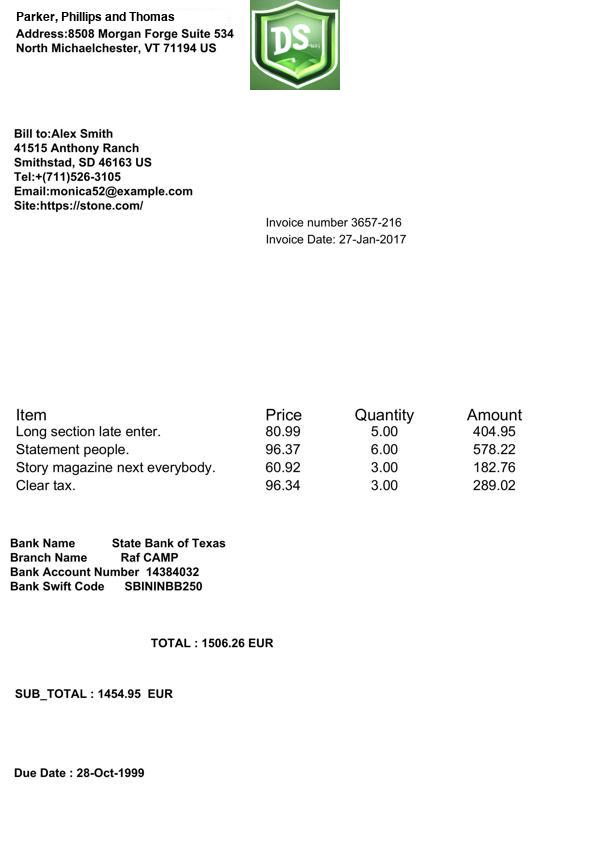 Parker, Phillips and Thomas
Address:8508 Morgan Forge Suite 534
North Michaelchester, VT 71194 US
DS
Bill to:Alex Smith
41515 Anthony Ranch
Smithstad, SD 46163 US
Tel:+(711)526-3105
Email:monica52@example.com
Site:https://stone.com/
Invoice number 3657-216
Invoice Date: 27-Jan-2017
Item Price Quantity Amount
Long section late enter. 80.99 5.00 404.95
Statement people. 96.37 6.00 578.22
Story magazine next everybody. 60.92 3.00 182.76
Clear tax. 96.34 3.00 289.02
Bank Name State Bank of Texas
Branch Name Raf CAMP
Bank Account Number 14384032
Bank Swift Code SBININBB250
TOTAL : 1506.26 EUR
SUB_TOTAL : 1454.95 EUR
Due Date : 28-Oct-1999